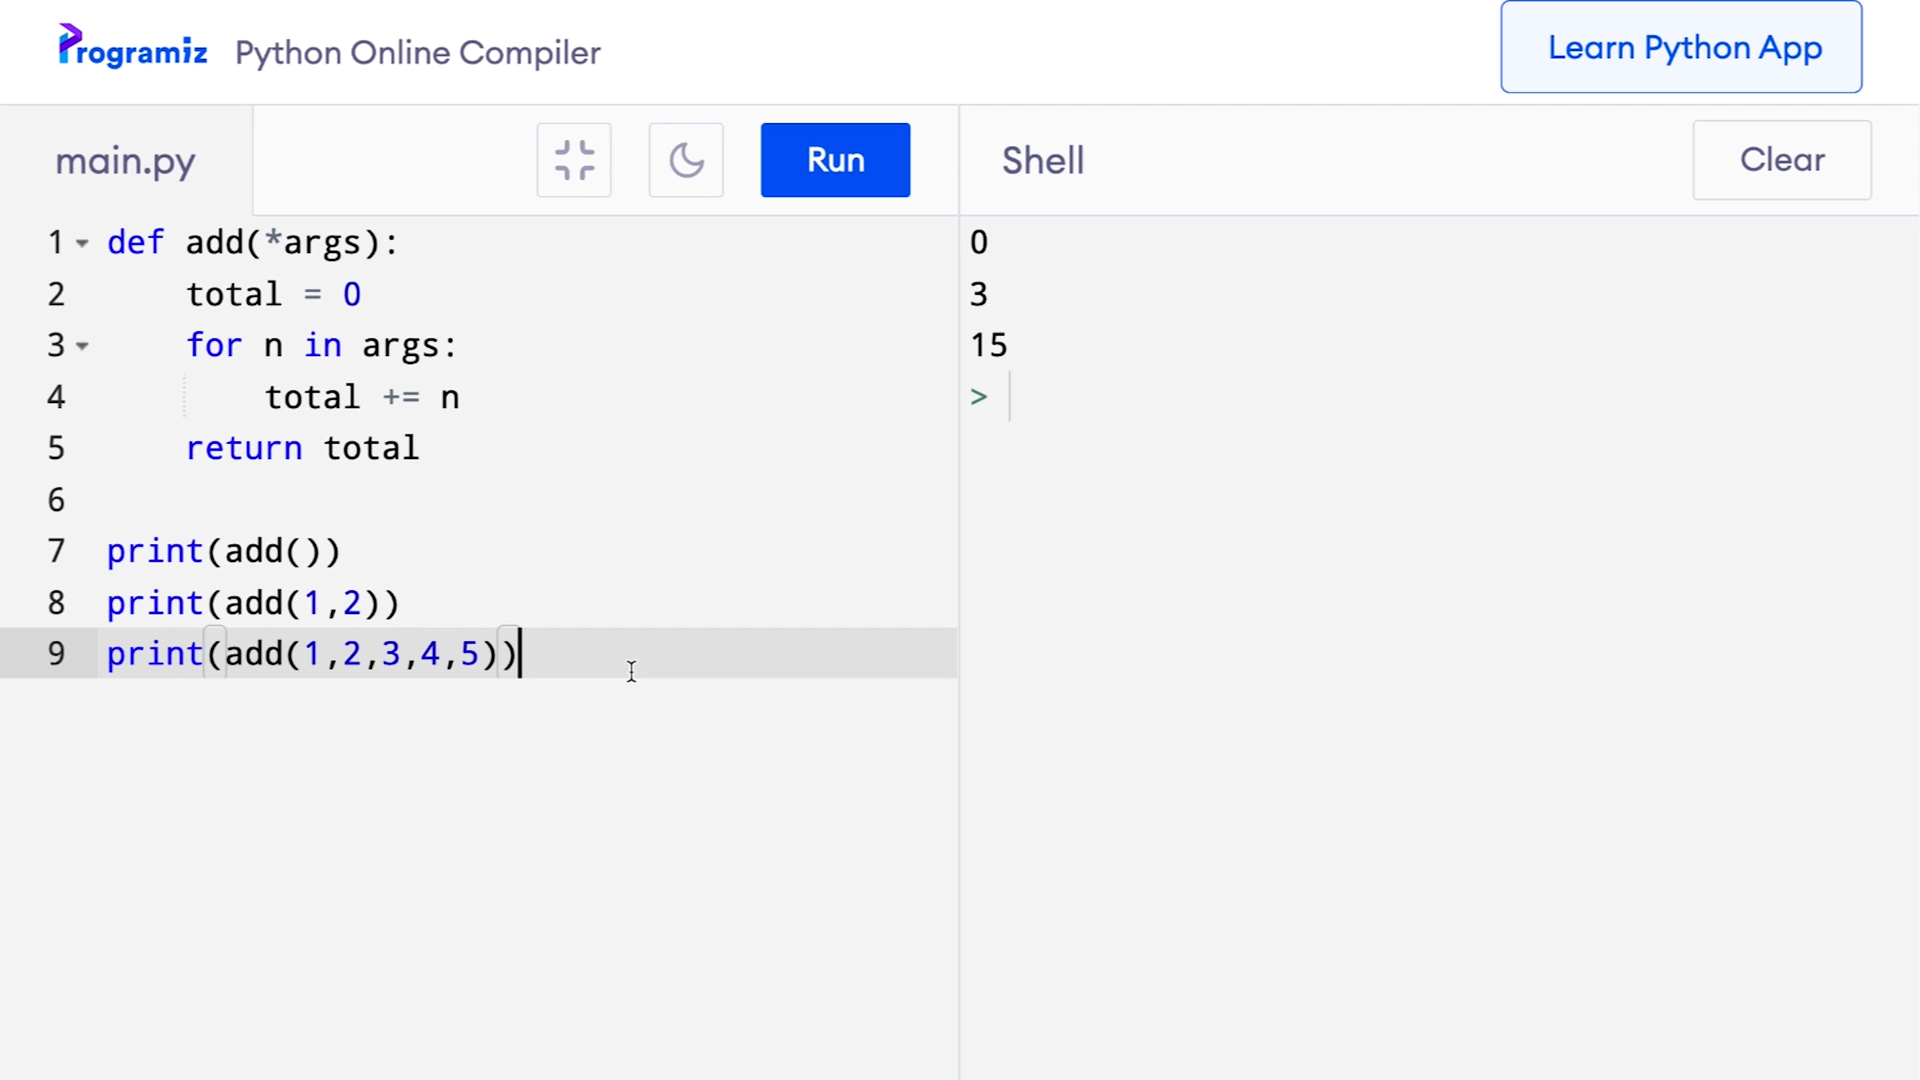 Programiz Python Online Compiler
Learn Python App
main.py
Run
Shell
Clear
1 def add(*args):
2     total = 0
3     for n in args:
4         total += n
5     return total
6
7 print(add())
8 print(add(1,2))
9 print(add(1,2,3,4,5))
0
3
15
>